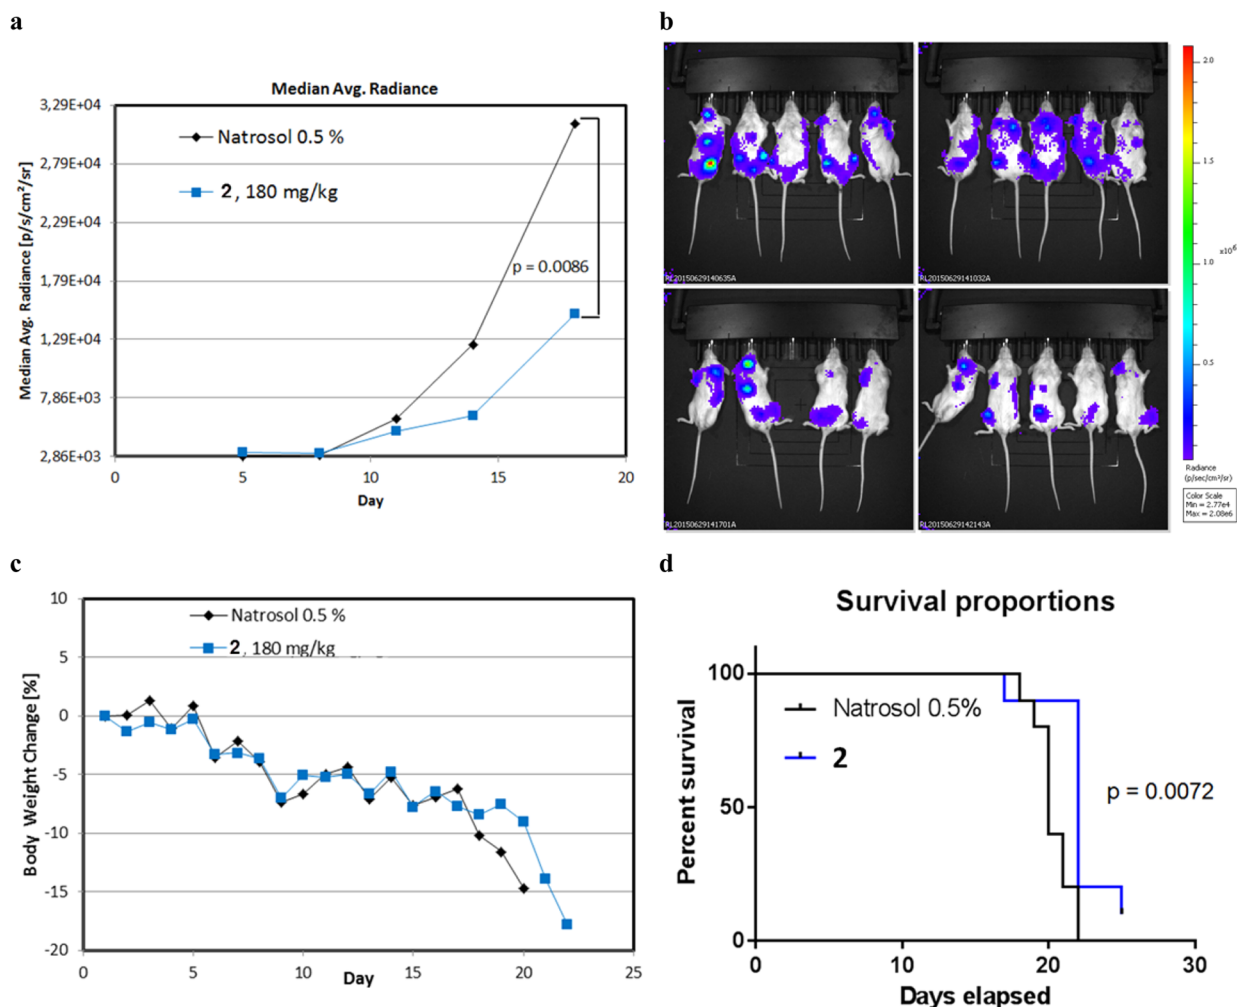 a
Median Avg. Radiance
3,29E+04
2,79E+04
2,29E+04
1,79E+04
1,29E+04
7,86E+03
2,86E+03
Median Avg. Radiance [p/s/cm²/sr]
Natrosol 0.5 %
2 , 180 mg/kg
p = 0.0086
0 5 10 15 20
Day
b
RL20150629140635A
RL20150629141032A
RL20150629141701A
RL20150629142143A
2.0
1.5
1.0
x10⁶
0.5
Radiance
(p/sec/cm²/sr)
Color Scale
Min = 2.77e4
Max = 2.08e6
c
10
5
0
-5
-10
-15
-20
Body Weight Change [%]
Natrosol 0.5 %
2 , 180 mg/kg
0 5 10 15 20 25
Day
d
Survival proportions
100
50
0
Percent survival
Natrosol 0.5%
2
p = 0.0072
0 10 20 30
Days elapsed